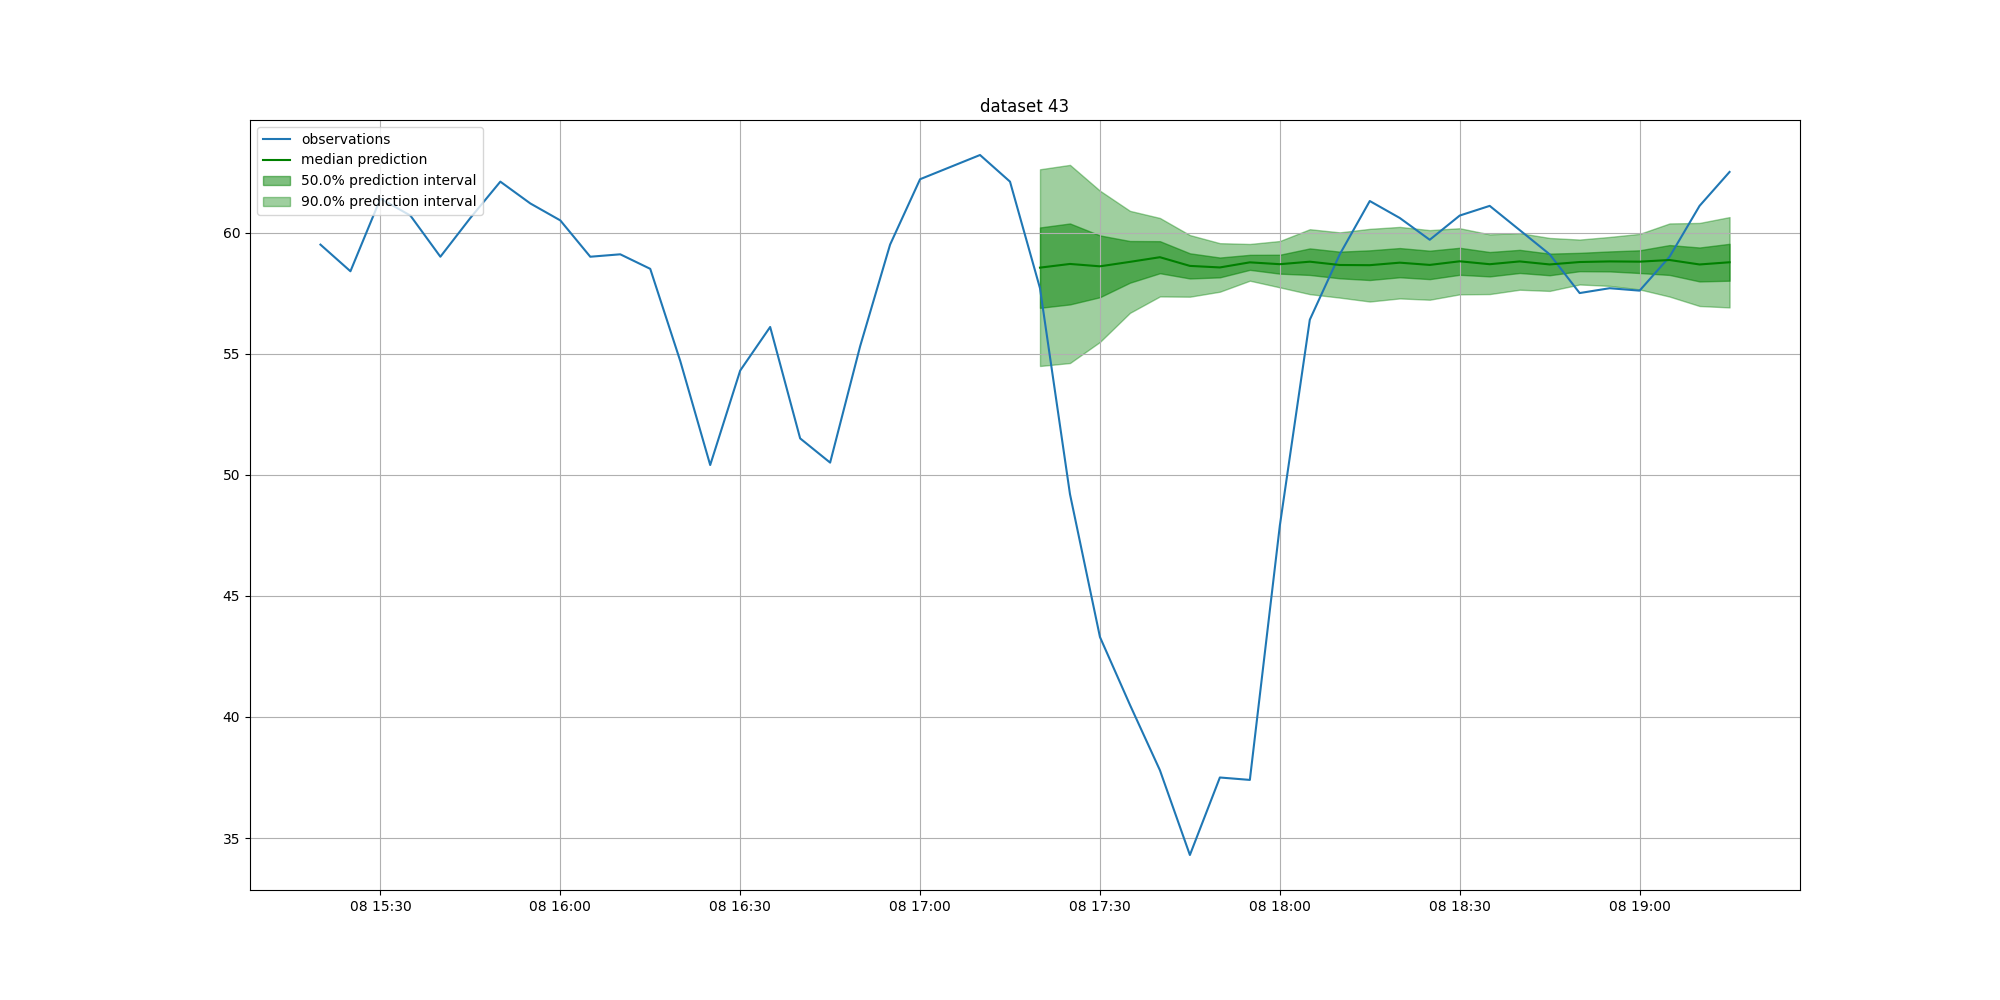 dataset 43
observations
median prediction
50.0% prediction interval
90.0% prediction interval
60
55
50
45
40
35
08 15:30 08 16:00 08 16:30 08 17:00 08 17:30 08 18:00 08 18:30 08 19:00